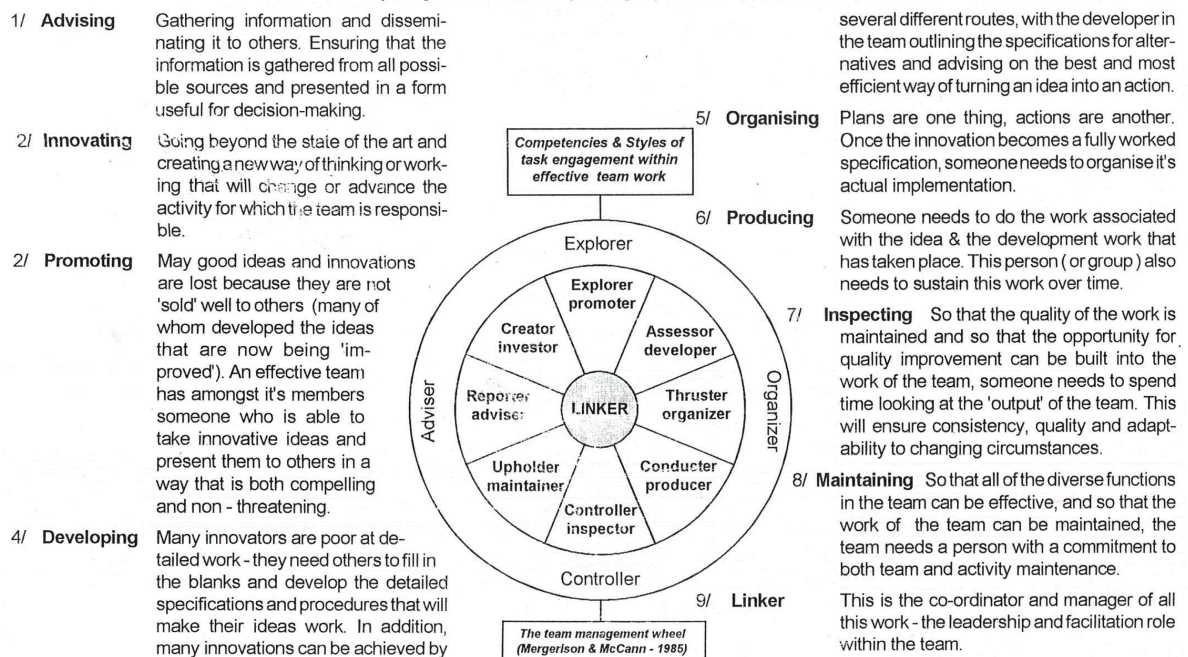 1/ Advising Gathering information and dissemi-
nating it to others. Ensuring that the
information is gathered from all possi-
ble sources and presented in a form
useful for decision-making.
2/ Innovating Going beyond the state of the art and
creating a new way of thinking or work-
ing that will change or advance the
activity for which the team is responsi-
ble.
2/ Promoting May good ideas and innovations
are lost because they are not
'sold' well to others (many of
whom developed the ideas
that are now being 'im-
proved'). An effective team
has amongst it's members
someone who is able to
take innovative ideas and
present them to others in a
way that is both compelling
and non - threatening.
4/ Developing Many innovators are poor at de-
tailed work - they need others to fill in
the blanks and develop the detailed
specifications and procedures that will
make their ideas work. In addition,
many innovations can be achieved by
several different routes, with the developer in
the team outlining the specifications for alter-
natives and advising on the best and most
efficient way of turning an idea into an action.
5/ Organising Plans are one thing, actions are another.
Once the innovation becomes a fully worked
specification, someone needs to organise it's
actual implementation.
6/ Producing Someone needs to do the work associated
with the idea & the development work that
has taken place. This person ( or group ) also
needs to sustain this work over time.
7/ Inspecting So that the quality of the work is
maintained and so that the opportunity for
quality improvement can be built into the
work of the team, someone needs to spend
time looking at the 'output' of the team. This
will ensure consistency, quality and adapt-
ability to changing circumstances.
8/ Maintaining So that all of the diverse functions
in the team can be effective, and so that the
work of the team can be maintained, the
team needs a person with a commitment to
both team and activity maintenance.
9/ Linker This is the co-ordinator and manager of all
this work - the leadership and facilitation role
within the team.
Competencies & Styles of
task engagement within
effective team work
Explorer
Explorer
promoter
Creator
investor
Assessor
developer
Adviser
Reporter
adviser
LINKER
Thruster
organizer
Organizer
Upholder
maintainer
Conducter
producer
Controller
inspector
Controller
The team management wheel
(Mergerlson & McCann - 1985)